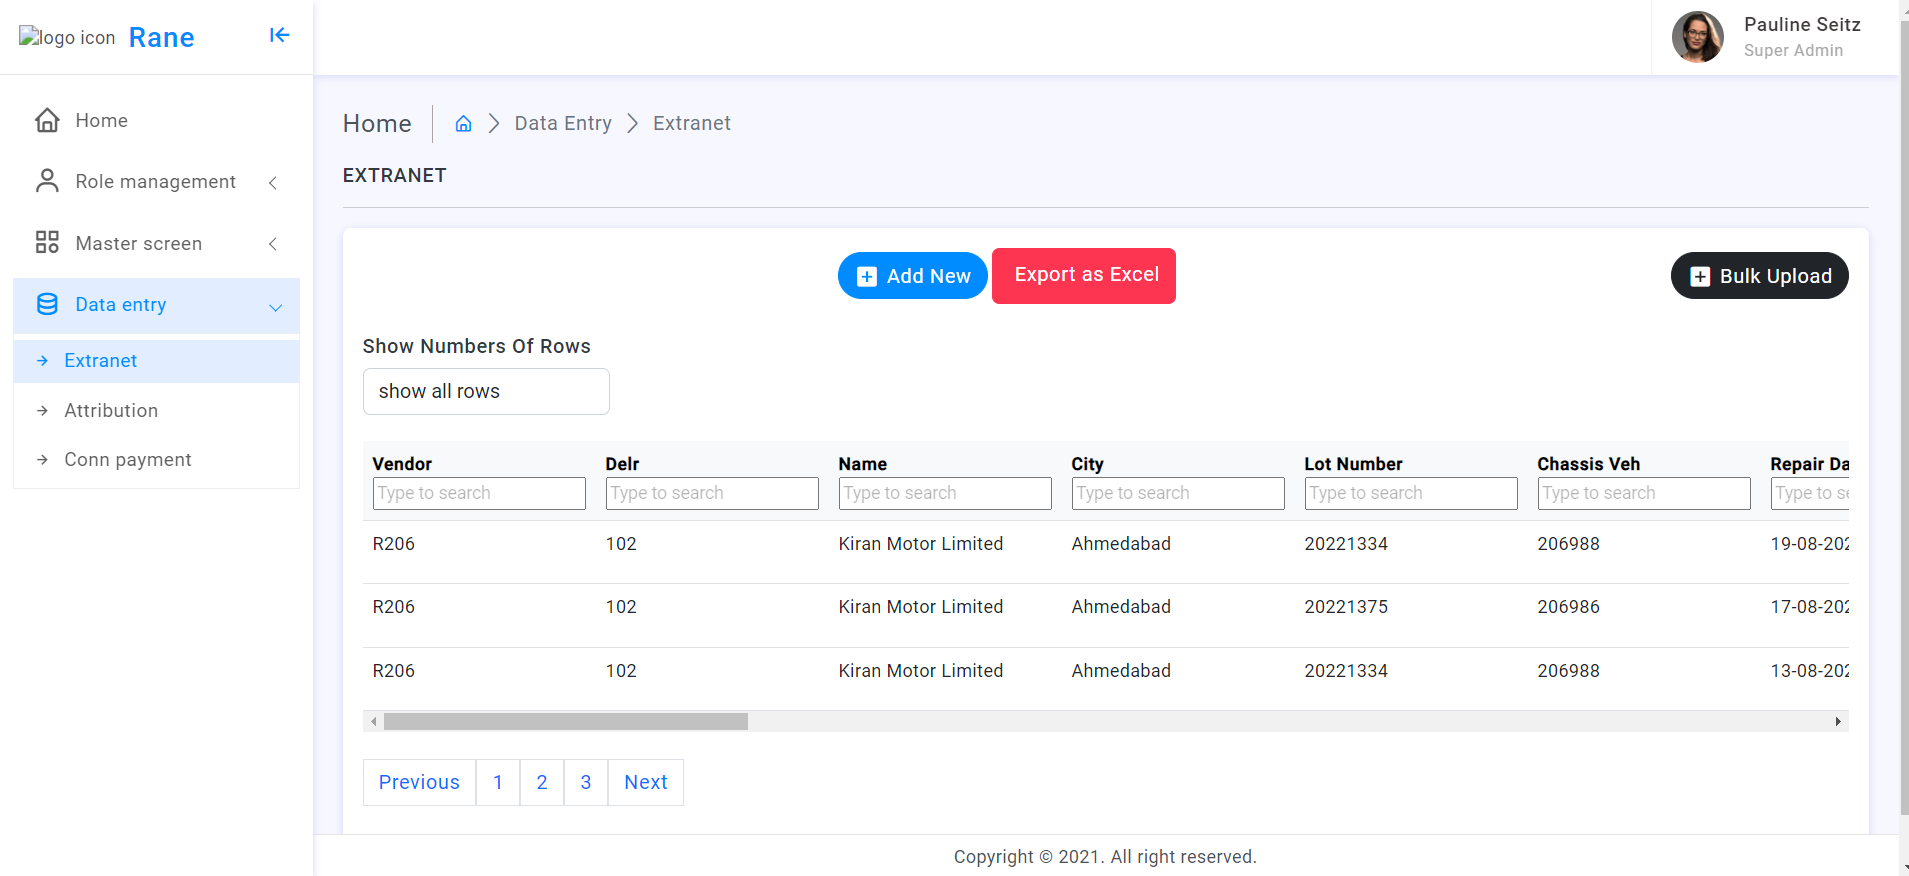 logo icon Rane
Pauline Seitz
Super Admin
Home
Role management
Master screen
Data entry
Extranet
Attribution
Conn payment
Home Data Entry Extranet
EXTRANET
Add New Export as Excel Bulk Upload
Show Numbers Of Rows
show all rows
Vendor Delr Name City Lot Number Chassis Veh Repair Da
Type to search Type to search Type to search Type to search Type to search Type to search Type to se
R206 102 Kiran Motor Limited Ahmedabad 20221334 206988 19-08-202
R206 102 Kiran Motor Limited Ahmedabad 20221375 206986 17-08-202
R206 102 Kiran Motor Limited Ahmedabad 20221334 206988 13-08-202
Previous 1 2 3 Next
Copyright © 2021. All right reserved.